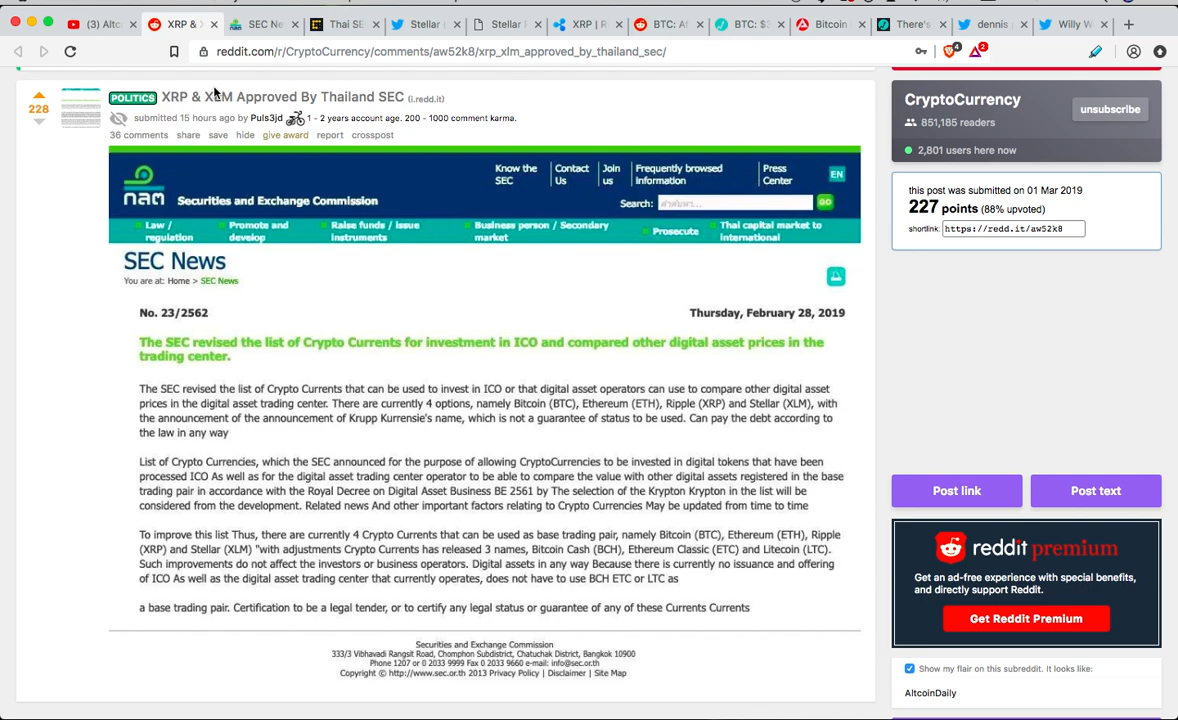 (3) Altc
XRP &
SEC Ne
Thai SE
Stellar
Stellar
XRP | R
BTC: A
BTC: $
Bitcoin
There's
dennis
Willy W
reddit.com/r/CryptoCurrency/comments/aw52k8/xrp_xlm_approved_by_thailand_sec/
4
2
228
POLITICS XRP & XLM Approved By Thailand SEC (i.redd.it)
submitted 15 hours ago by Puls3jd 1 - 2 years account age. 200 - 1000 comment karma.
36 comments share save hide give award report crosspost
กลต
Securities and Exchange Commission
Know the SEC
Contact Us
Join us
Frequently browsed Information
Press Center
EN
Search:
GO
Law / regulation
Promote and develop
Raise funds / issue instruments
Business person / Secondary market
Prosecute
Thai capital market to international
SEC News
You are at: Home > SEC News
No. 23/2562
Thursday, February 28, 2019
The SEC revised the list of Crypto Currents for investment in ICO and compared other digital asset prices in the
trading center.
The SEC revised the list of Crypto Currents that can be used to invest in ICO or that digital asset operators can use to compare other digital asset
prices in the digital asset trading center. There are currently 4 options, namely Bitcoin (BTC), Ethereum (ETH), Ripple (XRP) and Stellar (XLM), with
the announcement of the announcement of Krupp Kurrensie's name, which is not a guarantee of status to be used. Can pay the debt according to
the law in any way
List of Crypto Currencies, which the SEC announced for the purpose of allowing CryptoCurrencies to be invested in digital tokens that have been
processed ICO As well as for the digital asset trading center operator to be able to compare the value with other digital assets registered in the base
trading pair in accordance with the Royal Decree on Digital Asset Business BE 2561 by The selection of the Krypton Krypton in the list will be
considered from the development. Related news And other important factors relating to Crypto Currencies May be updated from time to time
To improve this list Thus, there are currently 4 Crypto Currents that can be used as base trading pair, namely Bitcoin (BTC), Ethereum (ETH), Ripple
(XRP) and Stellar (XLM) "with adjustments Crypto Currents has released 3 names, Bitcoin Cash (BCH), Ethereum Classic (ETC) and Litecoin (LTC).
Such improvements do not affect the investors or business operators. Digital assets in any way Because there is currently no issuance and offering
of ICO As well as the digital asset trading center that currently operates, does not have to use BCH ETC or LTC as
a base trading pair. Certification to be a legal tender, or to certify any legal status or guarantee of any of these Currents Currents
Securities and Exchange Commission
333/3 Vibhavadi Rangsit Road, Chomphon Subdistrict, Chatuchak District, Bangkok 10900
Phone 1207 or 0 2033 9999 Fax 0 2033 9660 e-mail: info@sec.or.th
Copyright © http://www.sec.or.th 2013 Privacy Policy | Disclaimer | Site Map
CryptoCurrency
unsubscribe
851,185 readers
2,801 users here now
this post was submitted on 01 Mar 2019
227 points (88% upvoted)
shortlink: https://redd.it/aw52k8
Post link
Post text
reddit premium
Get an ad-free experience with special benefits,
and directly support Reddit.
Get Reddit Premium
Show my flair on this subreddit. It looks like:
AltcoinDaily